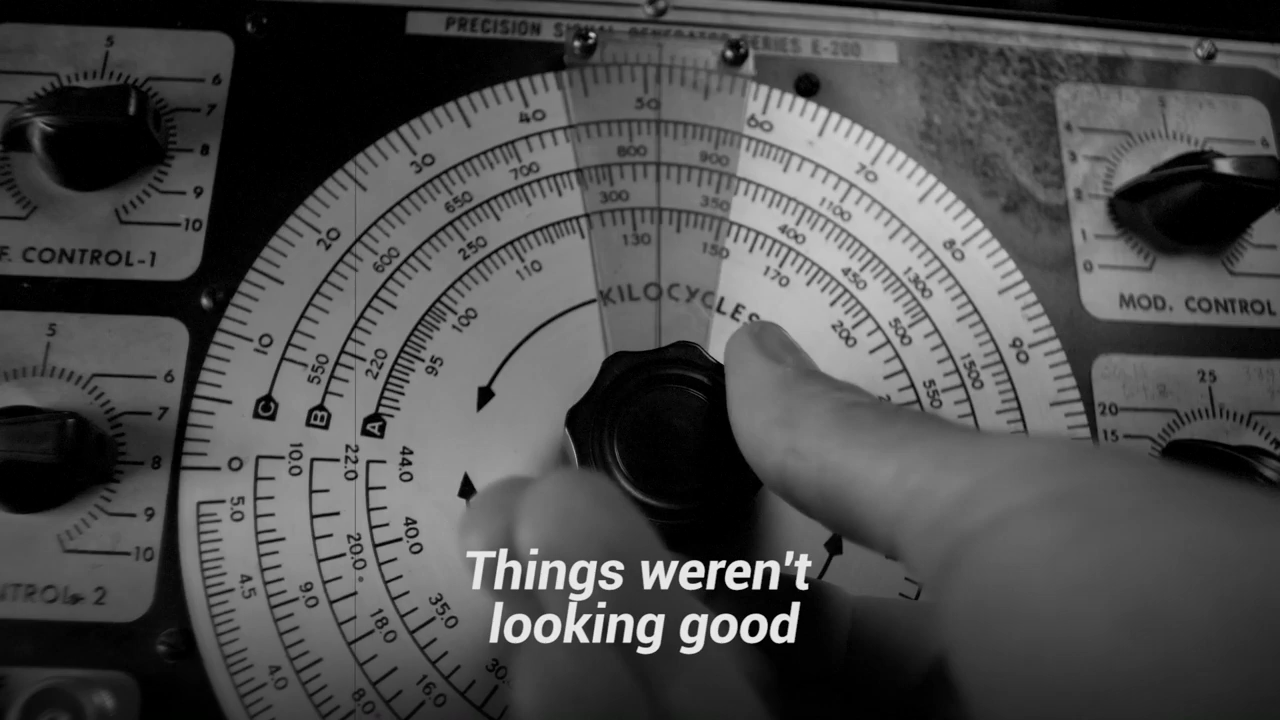 PRECISION SIGNAL GENERATOR SERIES E-200
5
6
7
8
9
10
F. CONTROL-1
5
6
7
8
9
10
NTROL 2
0 10 20 30 40 50 60 70 80 90
C
550 600 650 700 800 900 1100 1300 1500
B
220 250 300 350 400 450 500 550
A
95 100 110 130 150 170 200
KILOCYCLES
5.0 4.5 4.0
10.0 9.0 8.0
22.0 20.0 18.0 16.0
44.0 40.0 35.0 30.
5
4
3
2
1
0
6
MOD. CONTROL
25
20
15
Things weren't
looking good